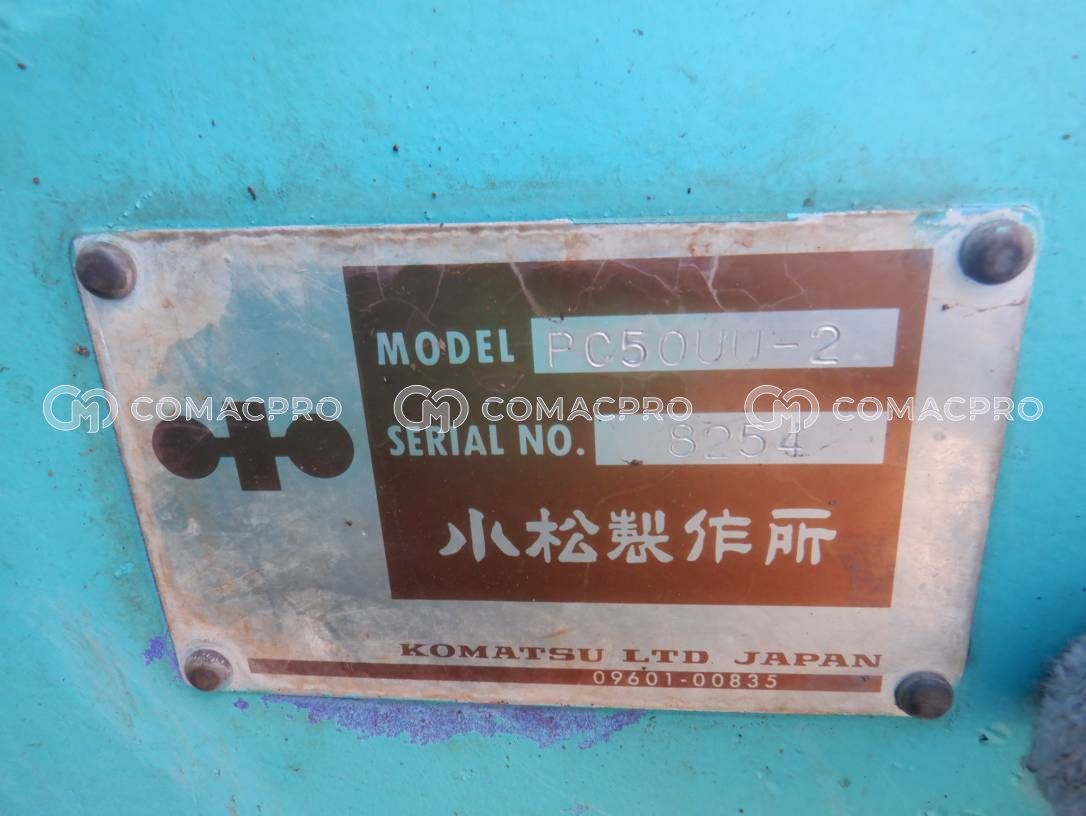 MODEL PC50UU-2
COMACPRO COMACPRO COMACPRO
SERIAL NO. 8254
小松製作所
KOMATSU LTD JAPAN
09601-00835